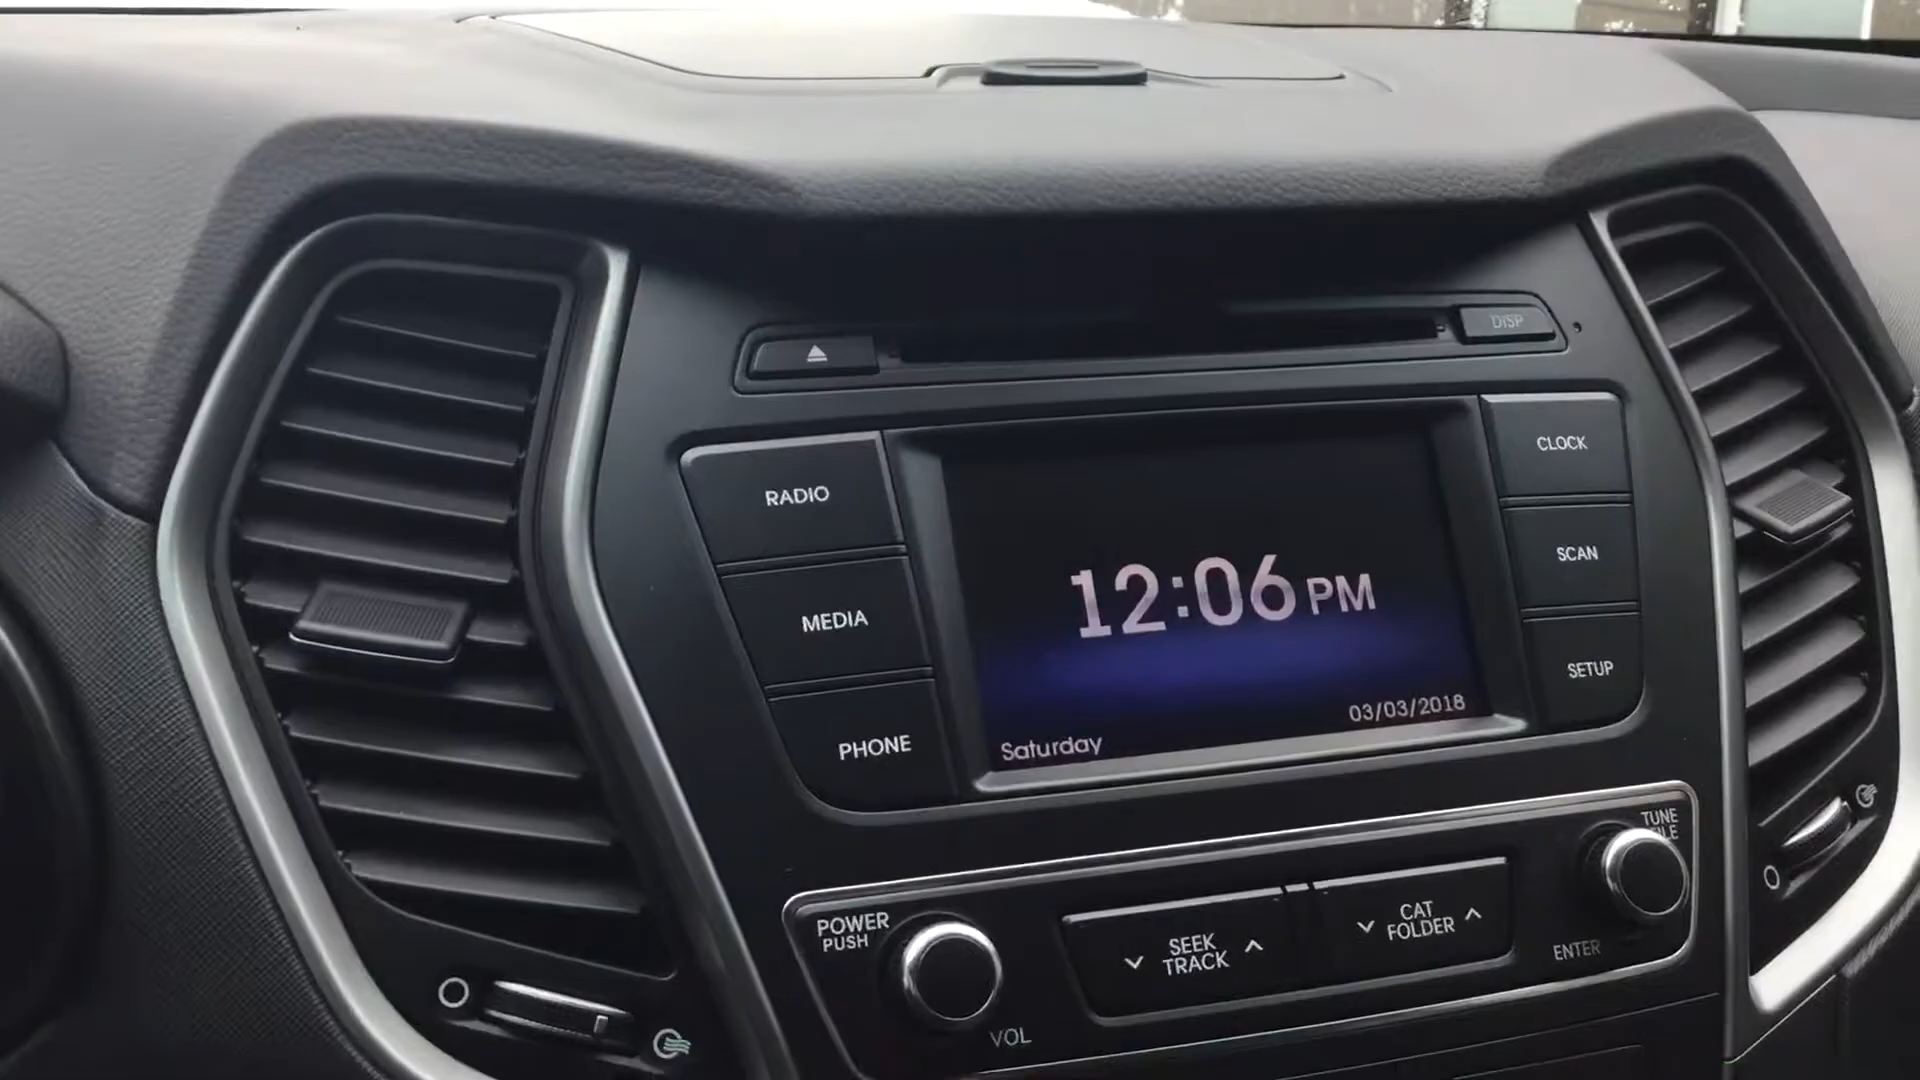 DISP
RADIO
CLOCK
SCAN
MEDIA
12:06 PM
SETUP
PHONE
03/03/2018
Saturday
TUNE
POWER
PUSH
SEEK
TRACK
CAT
FOLDER
ENTER
VOL